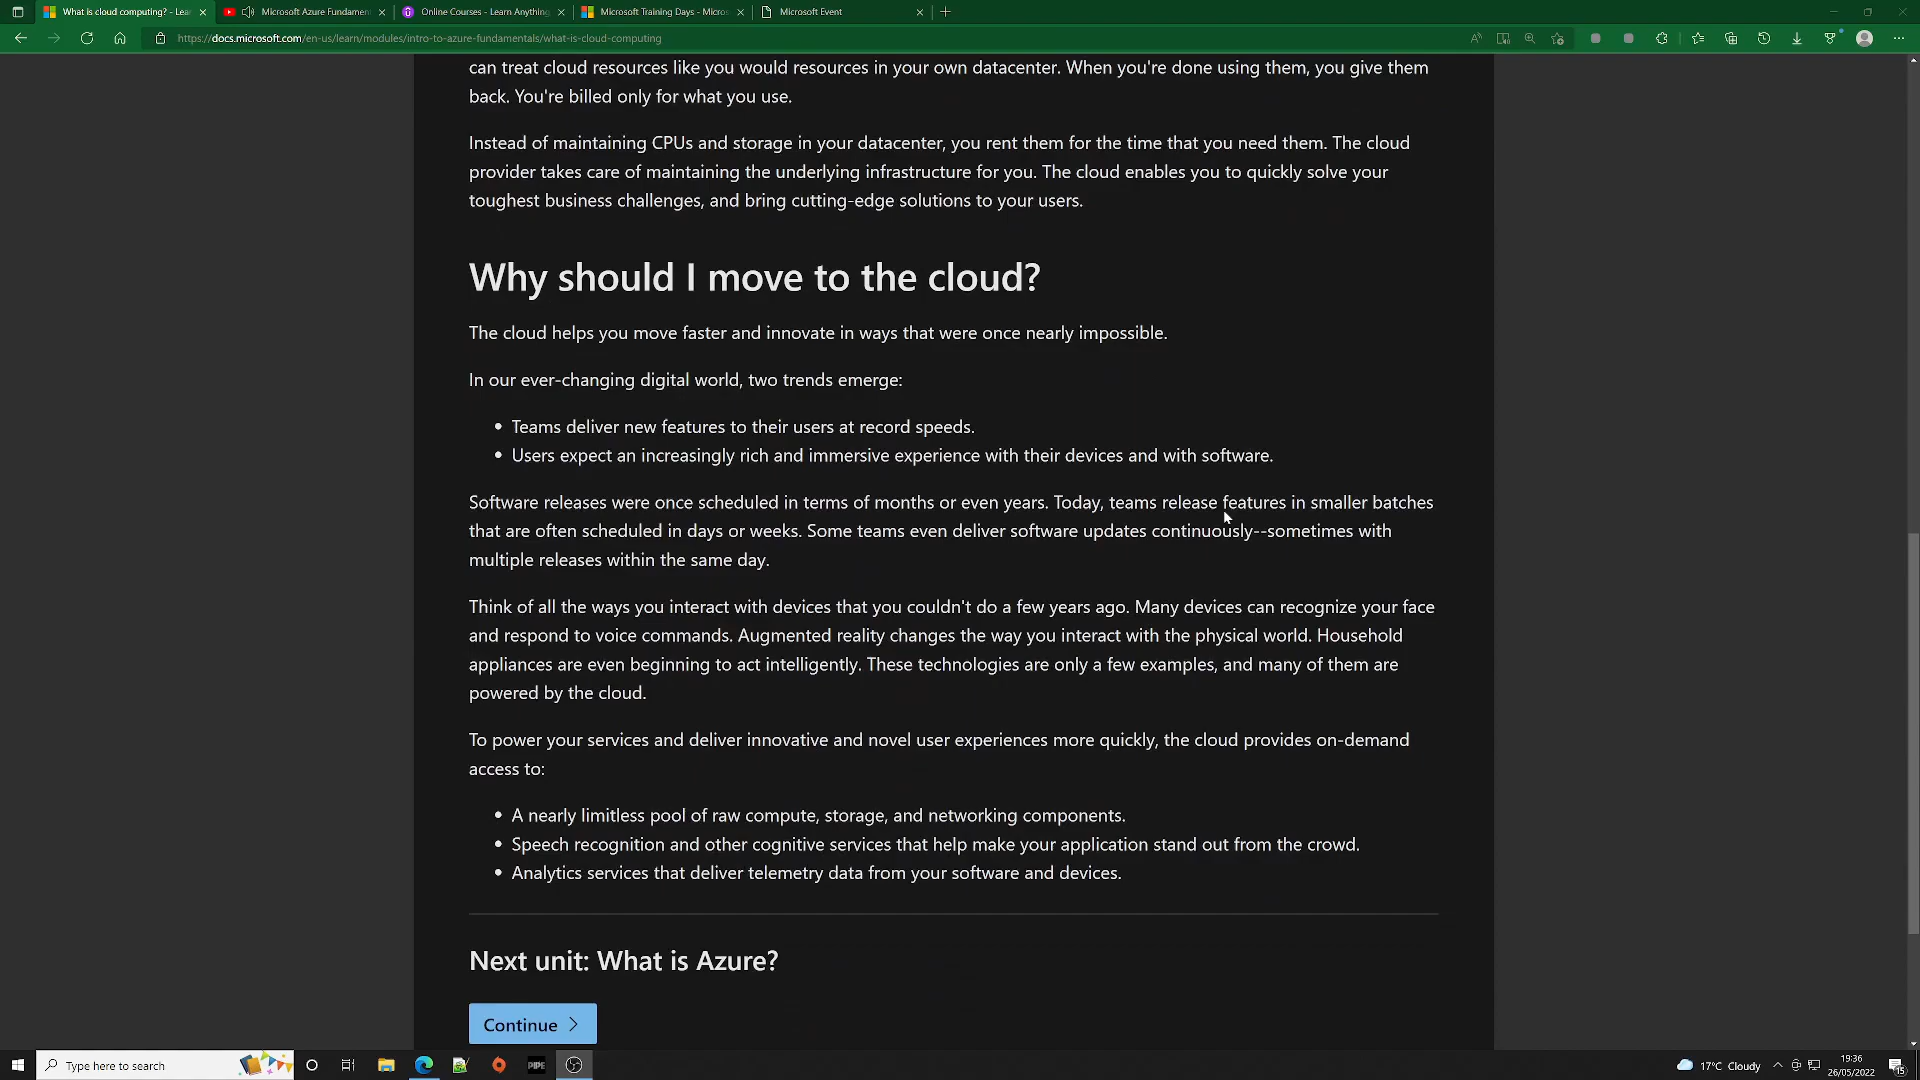 What is cloud computing? - Lea
Microsoft Azure Fundamen
Online Courses - Learn Anything
Microsoft Training Days - Micros
Microsoft Event
https://docs.microsoft.com/en-us/learn/modules/intro-to-azure-fundamentals/what-is-cloud-computing
can treat cloud resources like you would resources in your own datacenter. When you're done using them, you give them
back. You're billed only for what you use.
Instead of maintaining CPUs and storage in your datacenter, you rent them for the time that you need them. The cloud
provider takes care of maintaining the underlying infrastructure for you. The cloud enables you to quickly solve your
toughest business challenges, and bring cutting-edge solutions to your users.
Why should I move to the cloud?
The cloud helps you move faster and innovate in ways that were once nearly impossible.
In our ever-changing digital world, two trends emerge:
• Teams deliver new features to their users at record speeds.
• Users expect an increasingly rich and immersive experience with their devices and with software.
Software releases were once scheduled in terms of months or even years. Today, teams release features in smaller batches
that are often scheduled in days or weeks. Some teams even deliver software updates continuously--sometimes with
multiple releases within the same day.
Think of all the ways you interact with devices that you couldn't do a few years ago. Many devices can recognize your face
and respond to voice commands. Augmented reality changes the way you interact with the physical world. Household
appliances are even beginning to act intelligently. These technologies are only a few examples, and many of them are
powered by the cloud.
To power your services and deliver innovative and novel user experiences more quickly, the cloud provides on-demand
access to:
• A nearly limitless pool of raw compute, storage, and networking components.
• Speech recognition and other cognitive services that help make your application stand out from the crowd.
• Analytics services that deliver telemetry data from your software and devices.
Next unit: What is Azure?
Continue
Type here to search
PIPE
17°C Cloudy
19:36
26/05/2022
15